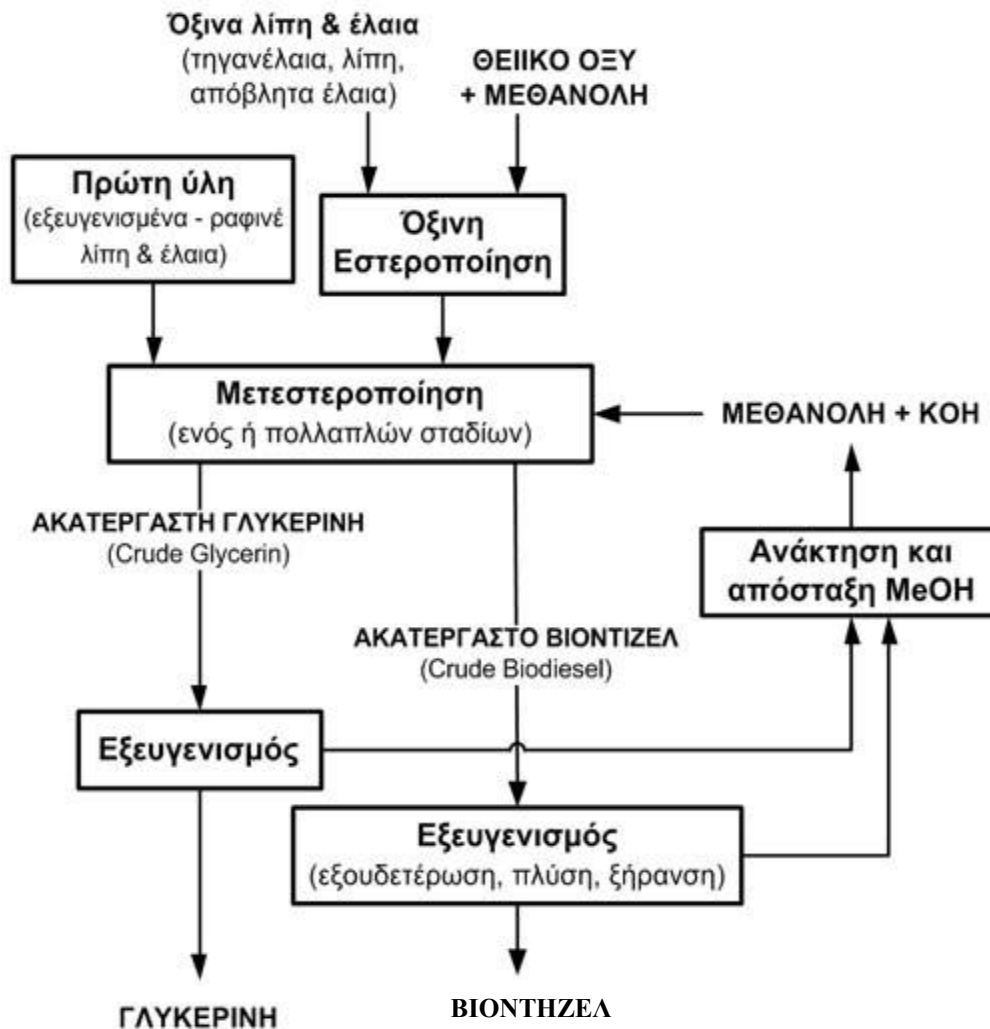 Όξινα λίπη & έλαια
(τηγανέλαια, λίπη,
απόβλητα έλαια)
ΘΕΙΙΚΟ ΟΞΥ
+ ΜΕΘΑΝΟΛΗ
Πρώτη ύλη
(εξευγενισμένα - ραφινέ
λίπη & έλαια)
Όξινη
Εστεροποίηση
Μετεστεροποίηση
(ενός ή πολλαπλών σταδίων)
ΜΕΘΑΝΟΛΗ + ΚΟΗ
ΑΚΑΤΕΡΓΑΣΤΗ ΓΛΥΚΕΡΙΝΗ
(Crude Glycerin)
Ανάκτηση και
απόσταξη MeOH
ΑΚΑΤΕΡΓΑΣΤΟ ΒΙΟΝΤΙΖΕΛ
(Crude Biodiesel)
Εξευγενισμός
Εξευγενισμός
(εξουδετέρωση, πλύση, ξήρανση)
ΓΛΥΚΕΡΙΝΗ
ΒΙΟΝΤΗΖΕΛ